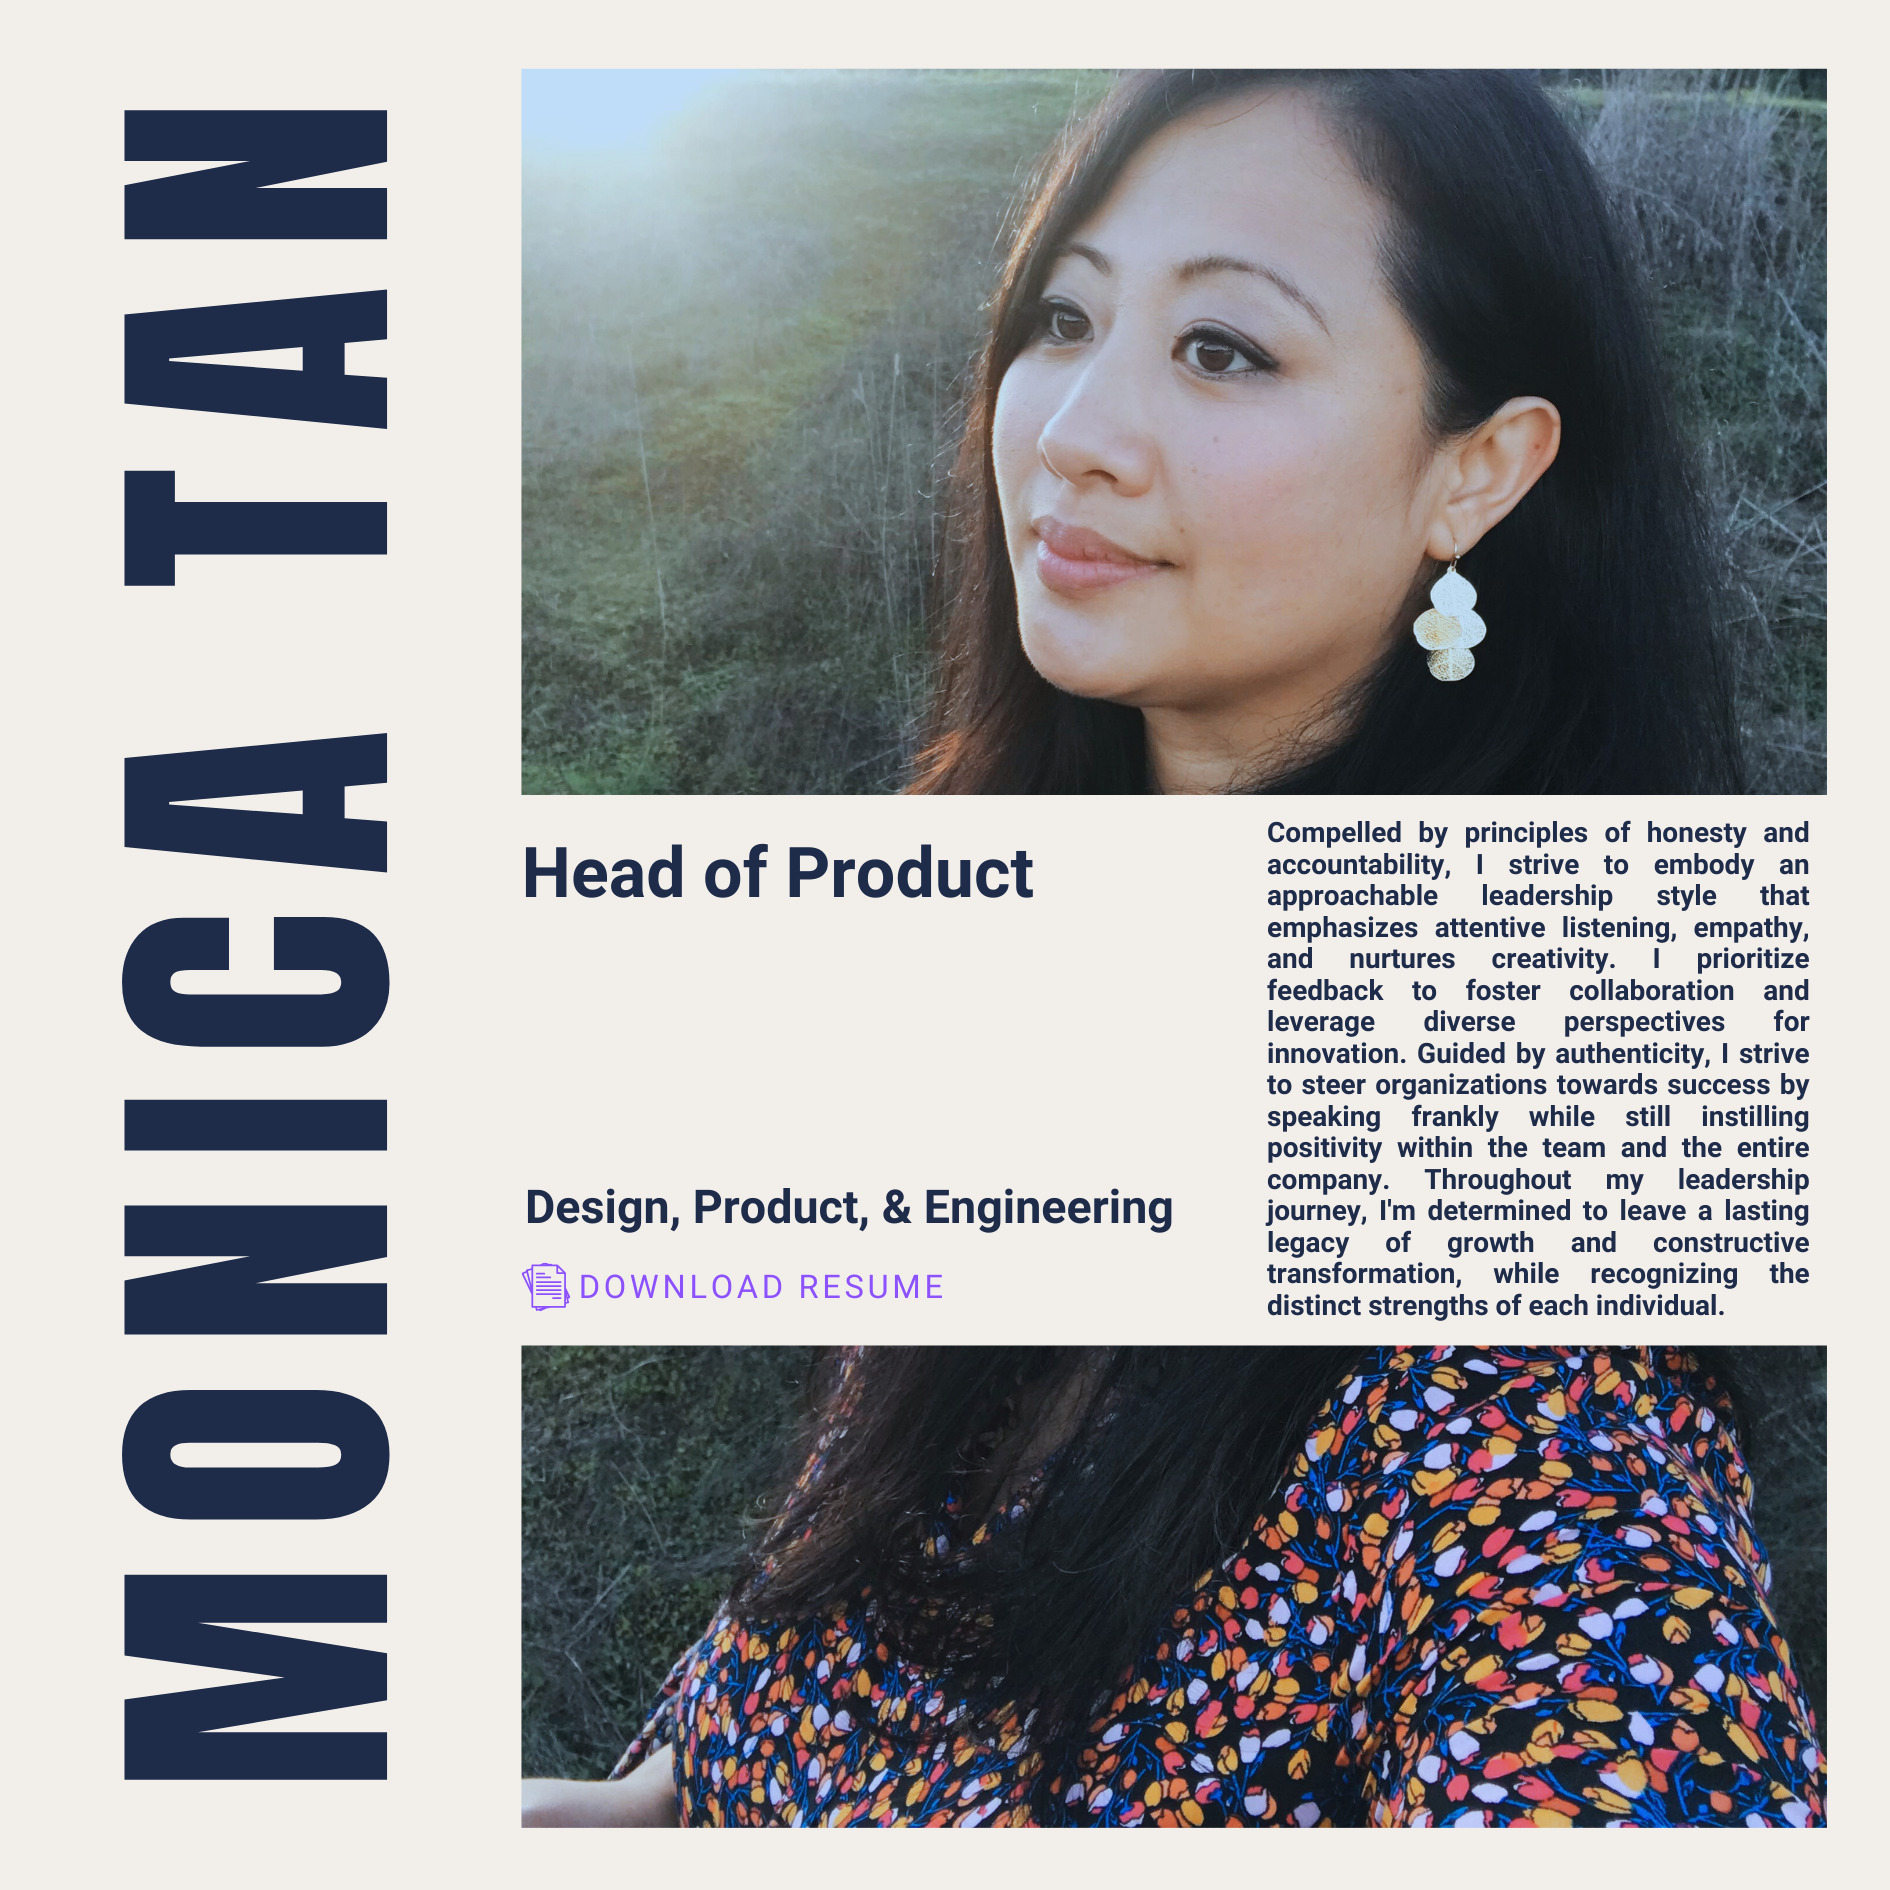 MONICA TAN
Head of Product
Design, Product, & Engineering
DOWNLOAD RESUME
Compelled by principles of honesty and
accountability, I strive to embody an
approachable leadership style that
emphasizes attentive listening, empathy,
and nurtures creativity. I prioritize
feedback to foster collaboration and
leverage diverse perspectives for
innovation. Guided by authenticity, I strive
to steer organizations towards success by
speaking frankly while still instilling
positivity within the team and the entire
company. Throughout my leadership
journey, I'm determined to leave a lasting
legacy of growth and constructive
transformation, while recognizing the
distinct strengths of each individual.